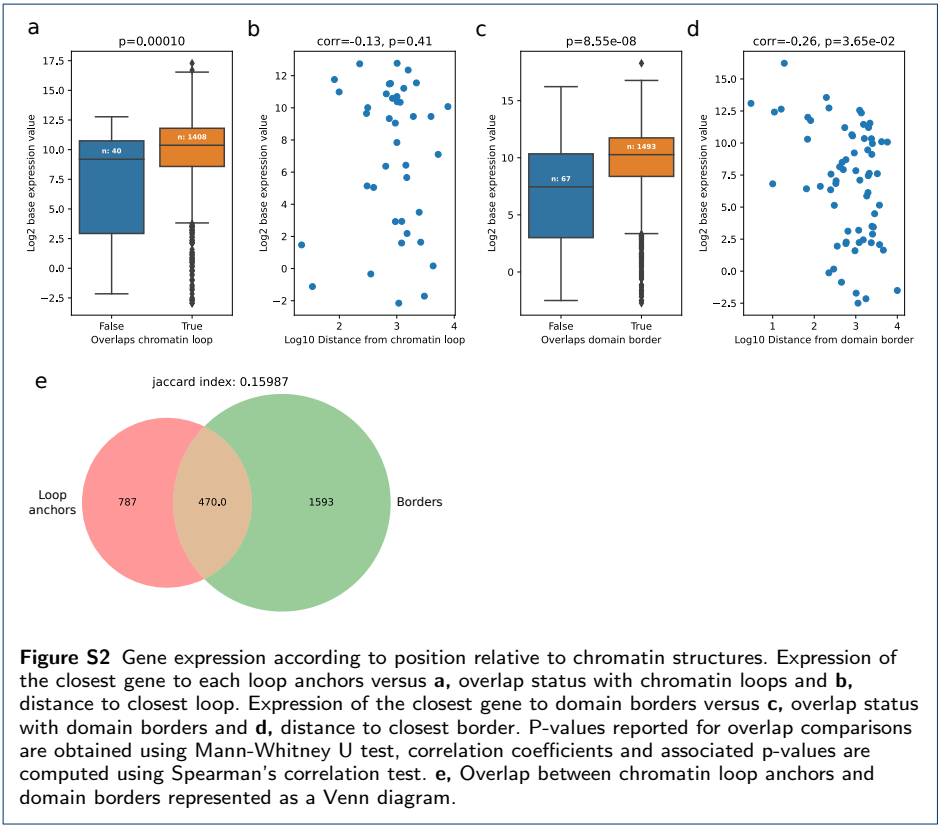 a
p=0.00010
17.5
15.0
12.5
10.0
7.5
5.0
2.5
0.0
−2.5
Log2 base expression value
n: 40
n: 1408
False
True
Overlaps chromatin loop
b
corr=-0.13, p=0.41
12
10
8
6
4
2
0
−2
Log2 base expression value
2
3
4
Log10 Distance from chromatin loop
c
p=8.55e-08
15
10
5
0
Log2 base expression value
n: 67
n: 1493
False
True
Overlaps domain border
d
corr=-0.26, p=3.65e-02
15.0
12.5
10.0
7.5
5.0
2.5
0.0
−2.5
Log2 base expression value
1
2
3
4
Log10 Distance from domain border
e
jaccard index: 0.15987
Loop
anchors
787
470.0
1593
Borders
Figure S2 Gene expression according to position relative to chromatin structures. Expression of
the closest gene to each loop anchors versus a, overlap status with chromatin loops and b,
distance to closest loop. Expression of the closest gene to domain borders versus c, overlap status
with domain borders and d, distance to closest border. P-values reported for overlap comparisons
are obtained using Mann-Whitney U test, correlation coefficients and associated p-values are
computed using Spearman's correlation test. e, Overlap between chromatin loop anchors and
domain borders represented as a Venn diagram.